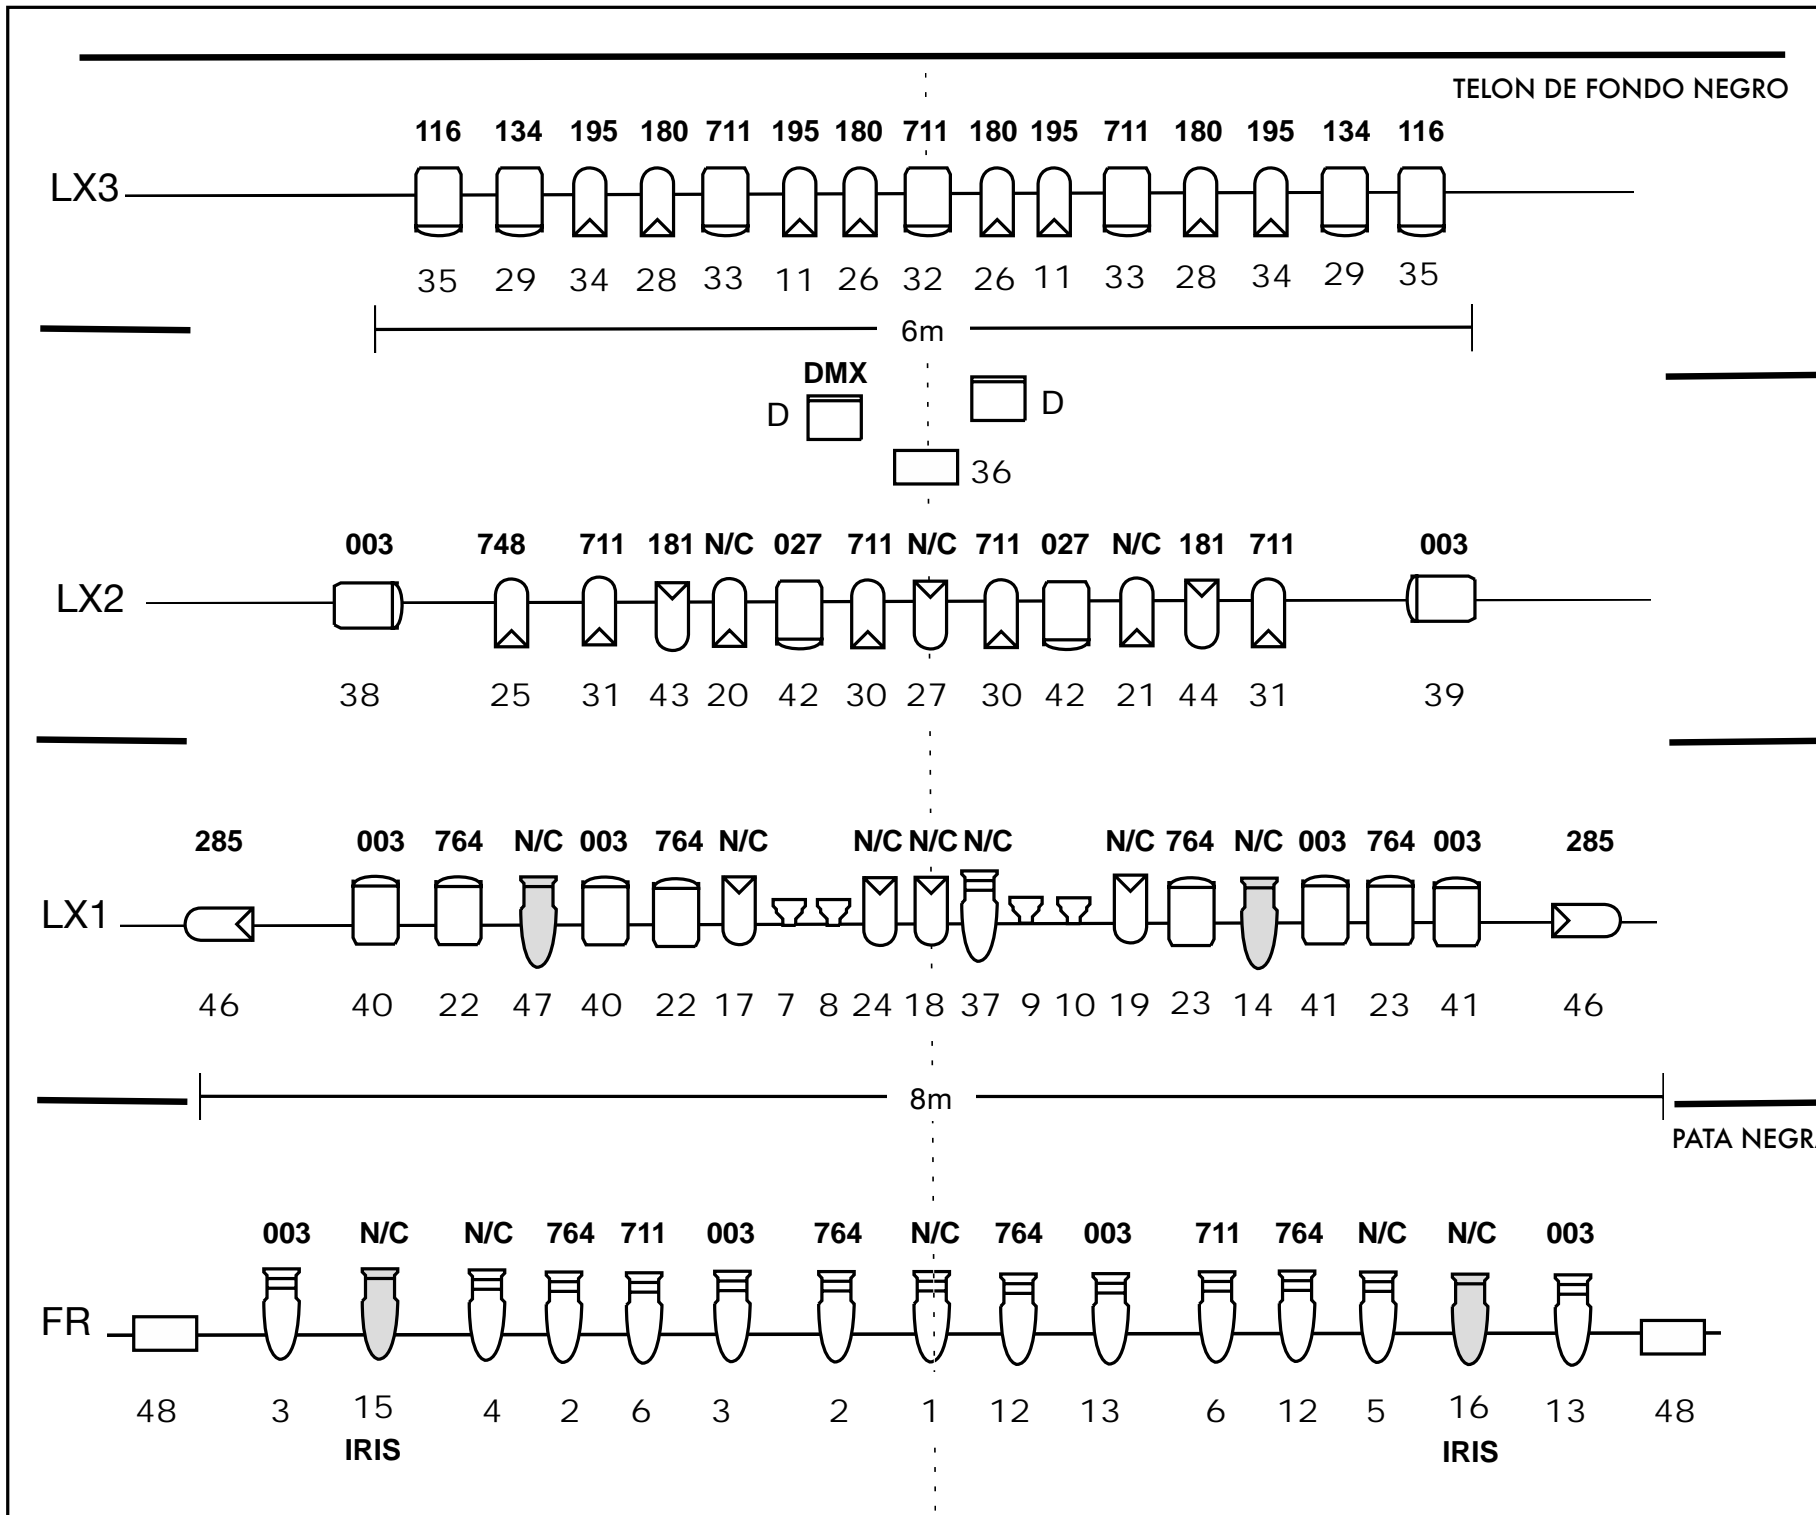 TELON DE FONDO NEGRO
116 134 195 180 711 195 180 711 180 195 711 180 195 134 116
LX3
35 29 34 28 33 11 26 32 26 11 33 28 34 29 35
6m
DMX
D D
36
003 748 711 181 N/C 027 711 N/C 711 027 N/C 181 711 003
LX2
38 25 31 43 20 42 30 27 30 42 21 44 31 39
285 003 764 N/C 003 764 N/C N/C N/C N/C N/C 764 N/C 003 764 003 285
LX1
46 40 22 47 40 22 17 7 8 24 18 37 9 10 19 23 14 41 23 41 46
8m
PATA NEGRA
003 N/C N/C 764 711 003 764 N/C 764 003 711 764 N/C N/C 003
FR
48 3 15 4 2 6 3 2 1 12 13 6 12 5 16 13 48
IRIS IRIS